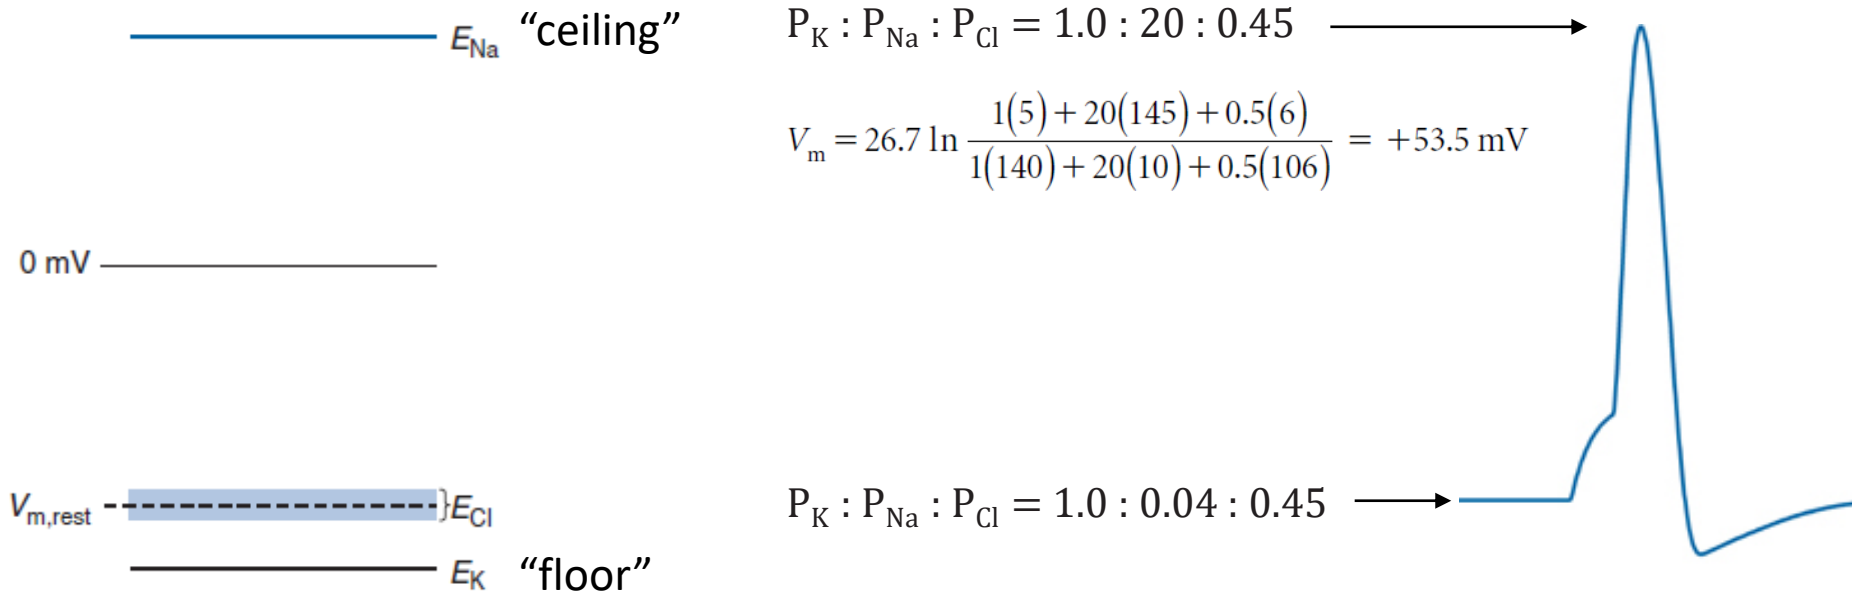 E_Na “ceiling”
P_K : P_Na : P_Cl = 1.0 : 20 : 0.45
V_m = 26.7 ln (1(5) + 20(145) + 0.5(6)) / (1(140) + 20(10) + 0.5(106)) = +53.5 mV
0 mV
V_m,rest
}E_Cl
P_K : P_Na : P_Cl = 1.0 : 0.04 : 0.45
E_K “floor”